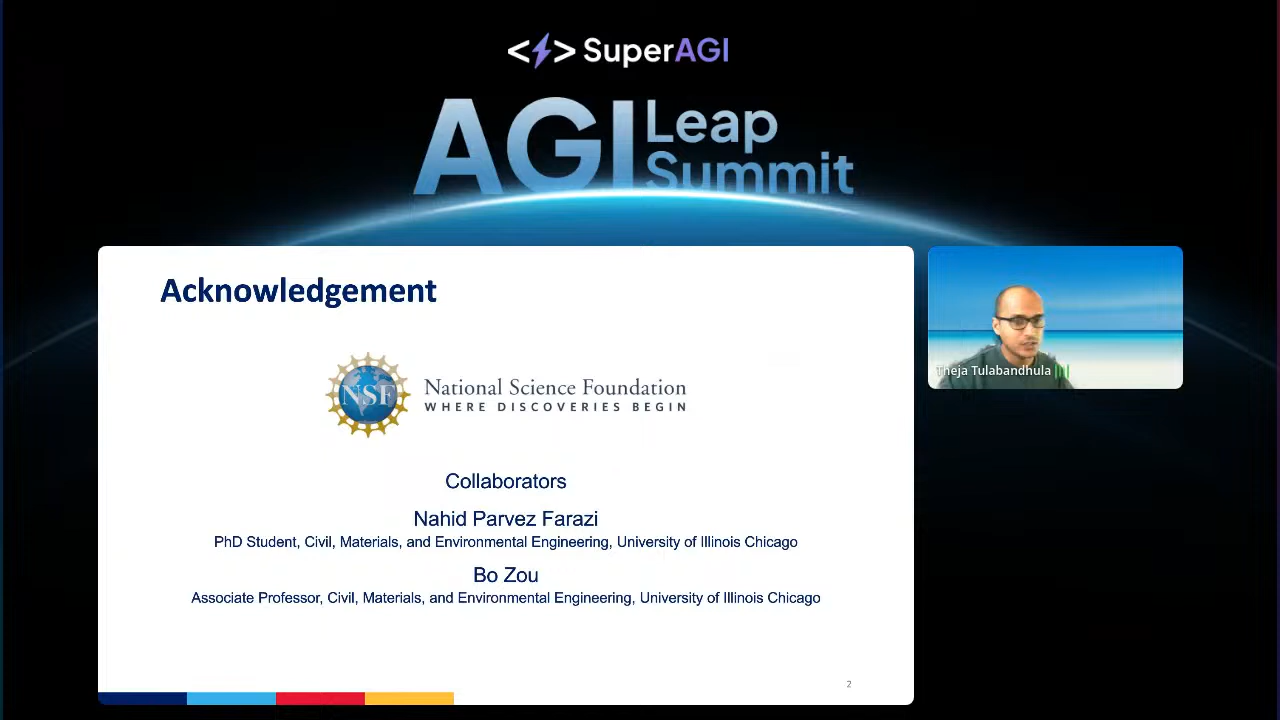 <⚡> SuperAGI
AGI Leap Summit
Acknowledgement
NSF
National Science Foundation
WHERE DISCOVERIES BEGIN
Theja Tulabandhula
Collaborators
Nahid Parvez Farazi
PhD Student, Civil, Materials, and Environmental Engineering, University of Illinois Chicago
Bo Zou
Associate Professor, Civil, Materials, and Environmental Engineering, University of Illinois Chicago
2